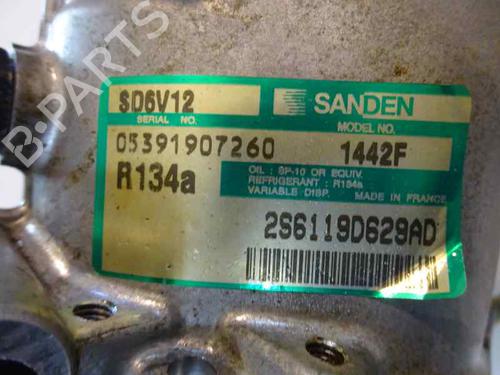 SD6V12
SANDEN
SERIAL NO.
MODEL NO.
05391907260
1442F
R134a
OIL : SP-10 OR EQUIV.
REFRIGERANT : R134a
VARIABLE DISP. MADE IN FRANCE
2S6119D629AD
B-PARTS